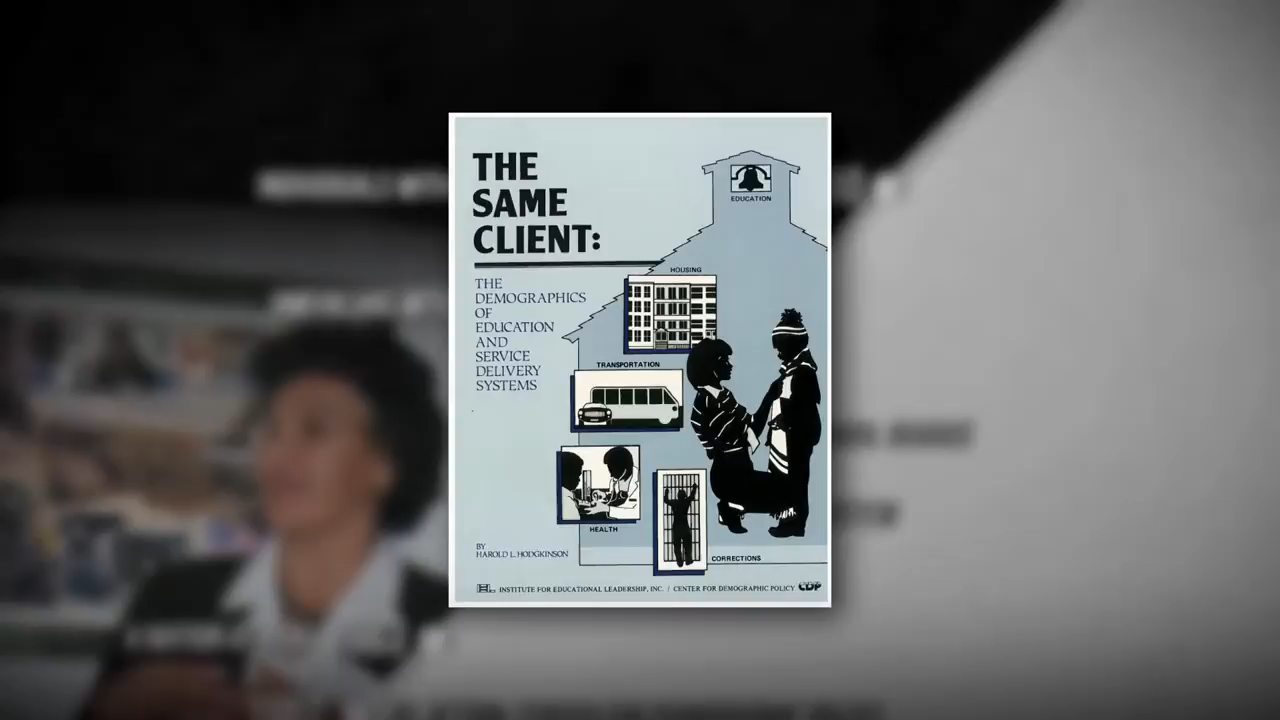 THE
SAME
CLIENT:
THE
DEMOGRAPHICS
OF
EDUCATION
AND
SERVICE
DELIVERY
SYSTEMS
EDUCATION
HOUSING
TRANSPORTATION
HEALTH
CORRECTIONS
BY
HAROLD L. HODGKINSON
IEL INSTITUTE FOR EDUCATIONAL LEADERSHIP, INC. / CENTER FOR DEMOGRAPHIC POLICY CDP